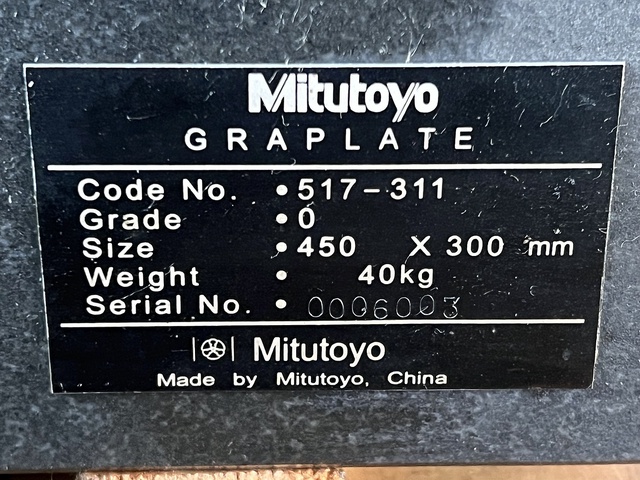 Mitutoyo
GRAPLATE
Code No. • 517-311
Grade • 0
Size • 450 X 300 mm
Weight • 40kg
Serial No. • 0006003
Mitutoyo
Made by Mitutoyo, China